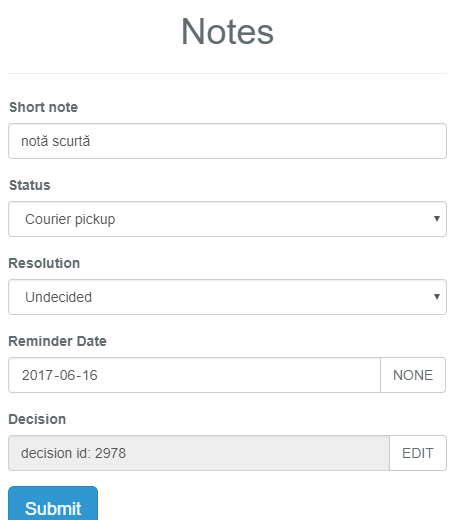 Notes
Short note
notă scurtă
Status
Courier pickup
Resolution
Undecided
Reminder Date
2017-06-16 NONE
Decision
decision id: 2978 EDIT
Submit